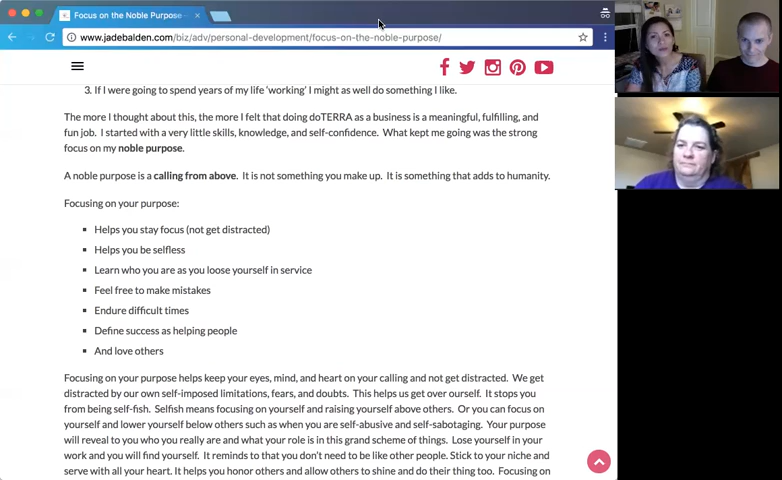 Focus on the Noble Purpose
www.jadebalden.com/biz/adv/personal-development/focus-on-the-noble-purpose/
3. If I were going to spend years of my life 'working' I might as well do something I like.
The more I thought about this, the more I felt that doing doTERRA as a business is a meaningful, fulfilling, and
fun job. I started with a very little skills, knowledge, and self-confidence. What kept me going was the strong
focus on my noble purpose.
A noble purpose is a calling from above. It is not something you make up. It is something that adds to humanity.
Focusing on your purpose:
▪ Helps you stay focus (not get distracted)
▪ Helps you be selfless
▪ Learn who you are as you loose yourself in service
▪ Feel free to make mistakes
▪ Endure difficult times
▪ Define success as helping people
▪ And love others
Focusing on your purpose helps keep your eyes, mind, and heart on your calling and not get distracted. We get
distracted by our own self-imposed limitations, fears, and doubts. This helps us get over ourself. It stops you
from being self-fish. Selfish means focusing on yourself and raising yourself above others. Or you can focus on
yourself and lower yourself below others such as when you are self-abusive and self-sabotaging. Your purpose
will reveal to you who you really are and what your role is in this grand scheme of things. Lose yourself in your
work and you will find yourself. It reminds to that you don't need to be like other people. Stick to your niche and
serve with all your heart. It helps you honor others and allow others to shine and do their thing too. Focusing on